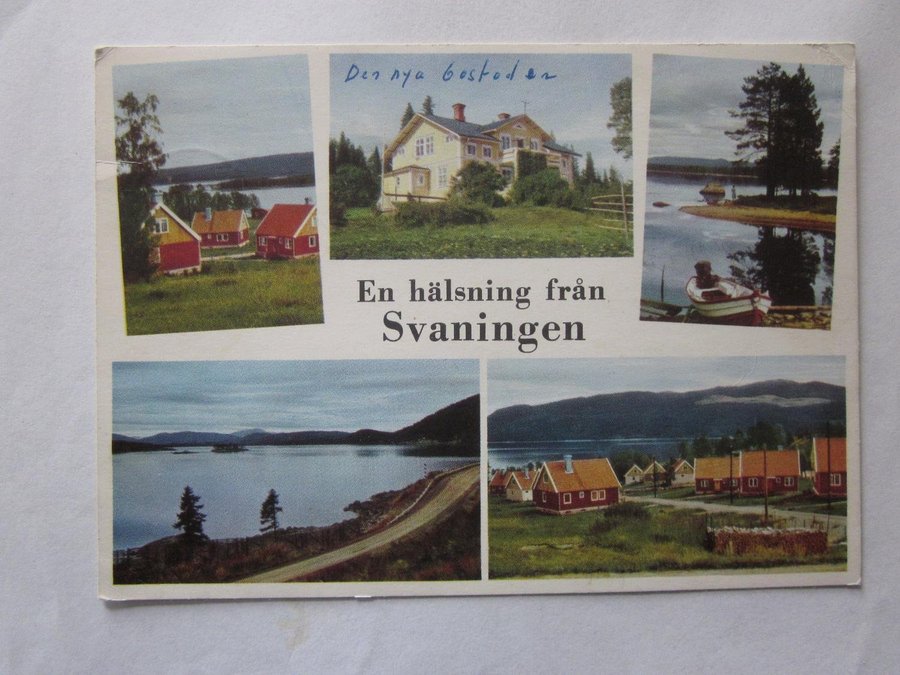 Den nya bostaden
En hälsning från
Svaningen